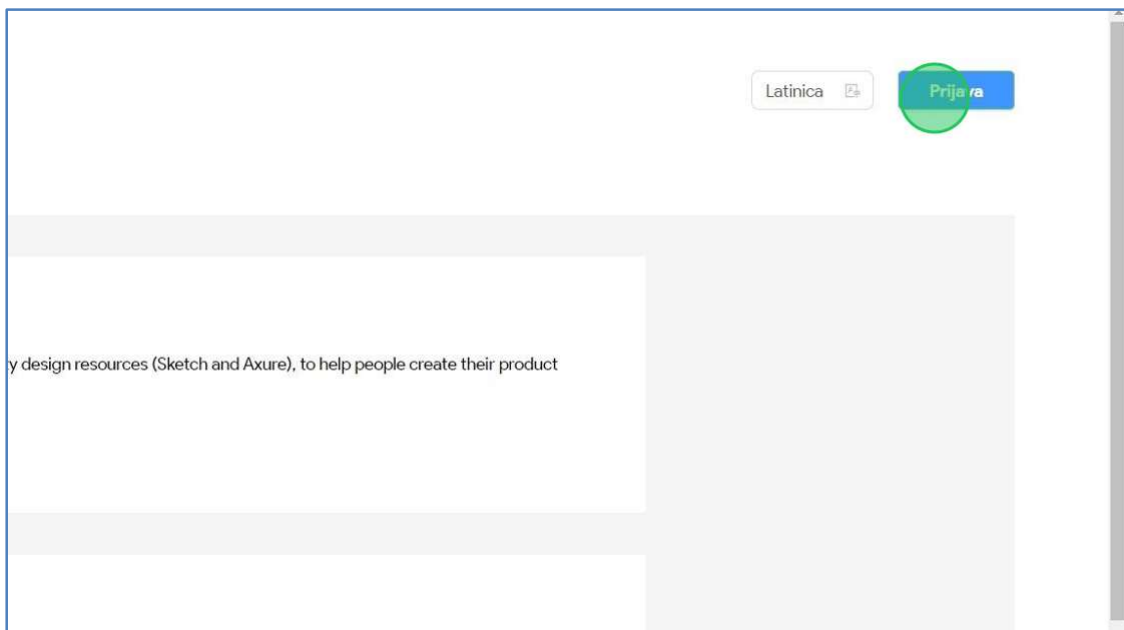 Latinica
Prijava
y design resources (Sketch and Axure), to help people create their product